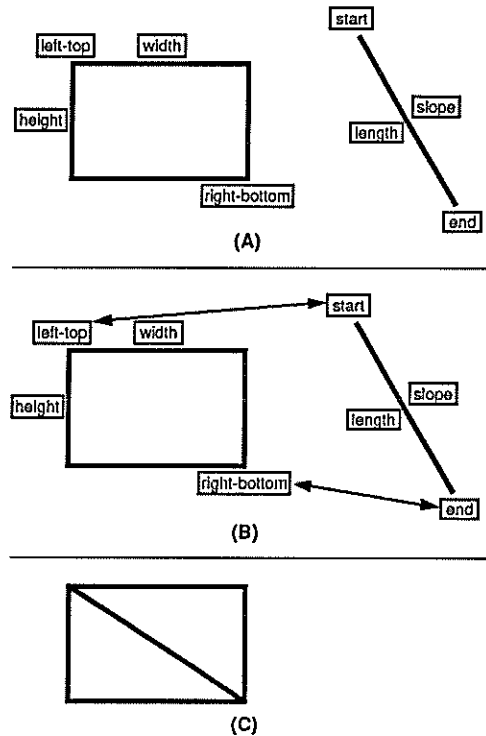 start
left-top width
slope
height
length
right-bottom
end
(A)
start
left-top width
slope
height
length
right-bottom
end
(B)
(C)